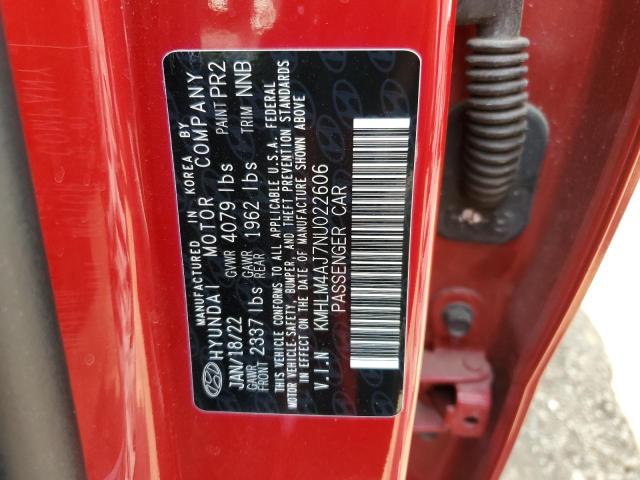 MANUFACTURED IN KOREA BY
HYUNDAI MOTOR COMPANY
JAN/18/22 GVWR 4079 lbs PAINT PR2
GAWR FRONT 2337 lbs GAWR REAR 1962 lbs TRIM NNB
THIS VEHICLE CONFORMS TO ALL APPLICABLE U.S.A. FEDERAL
MOTOR VEHICLE-SAFETY, BUMPER, AND THEFT PREVENTION STANDARDS
IN EFFECT ON THE DATE OF MANUFACTURE SHOWN ABOVE
V.I.N KMHLM4AJ7NU022606
PASSENGER CAR